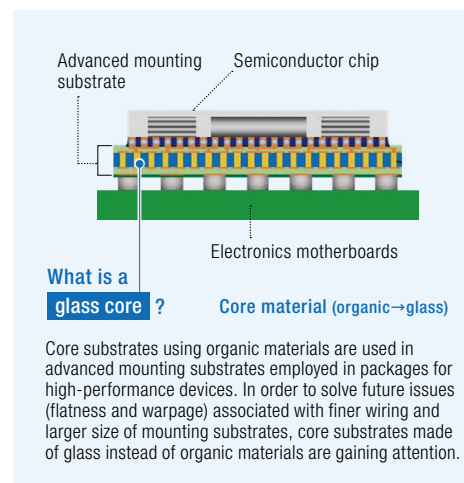 Advanced mounting
substrate
Semiconductor chip
Electronics motherboards
What is a
glass core ?
Core material (organic→glass)
Core substrates using organic materials are used in
advanced mounting substrates employed in packages for
high-performance devices. In order to solve future issues
(flatness and warpage) associated with finer wiring and
larger size of mounting substrates, core substrates made
of glass instead of organic materials are gaining attention.